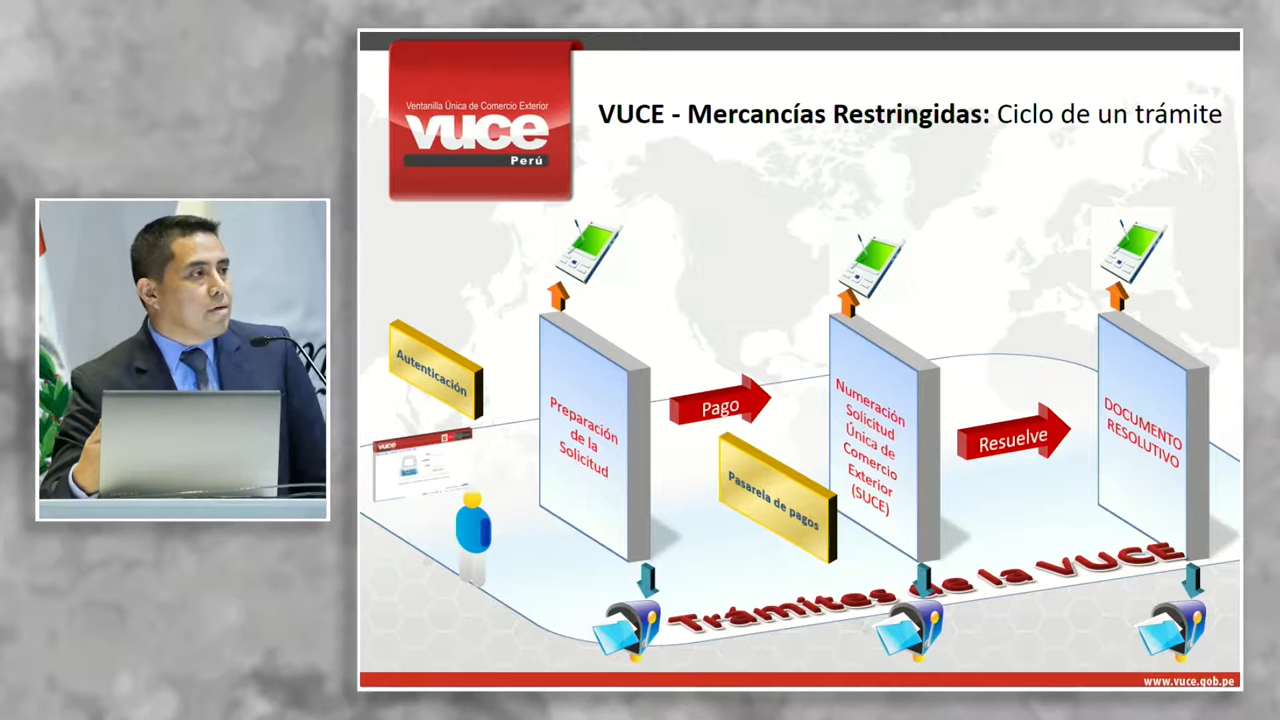 Ventanilla Única de Comercio Exterior
vuce
Perú
VUCE - Mercancías Restringidas: Ciclo de un trámite
Autenticación
vuce
Preparación
de la
Solicitud
Pago
Pasarela de pagos
Numeración
Solicitud
Única de
Comercio
Exterior
(SUCE)
Resuelve
DOCUMENTO
RESOLUTIVO
Trámites de la VUCE
www.vuce.gob.pe